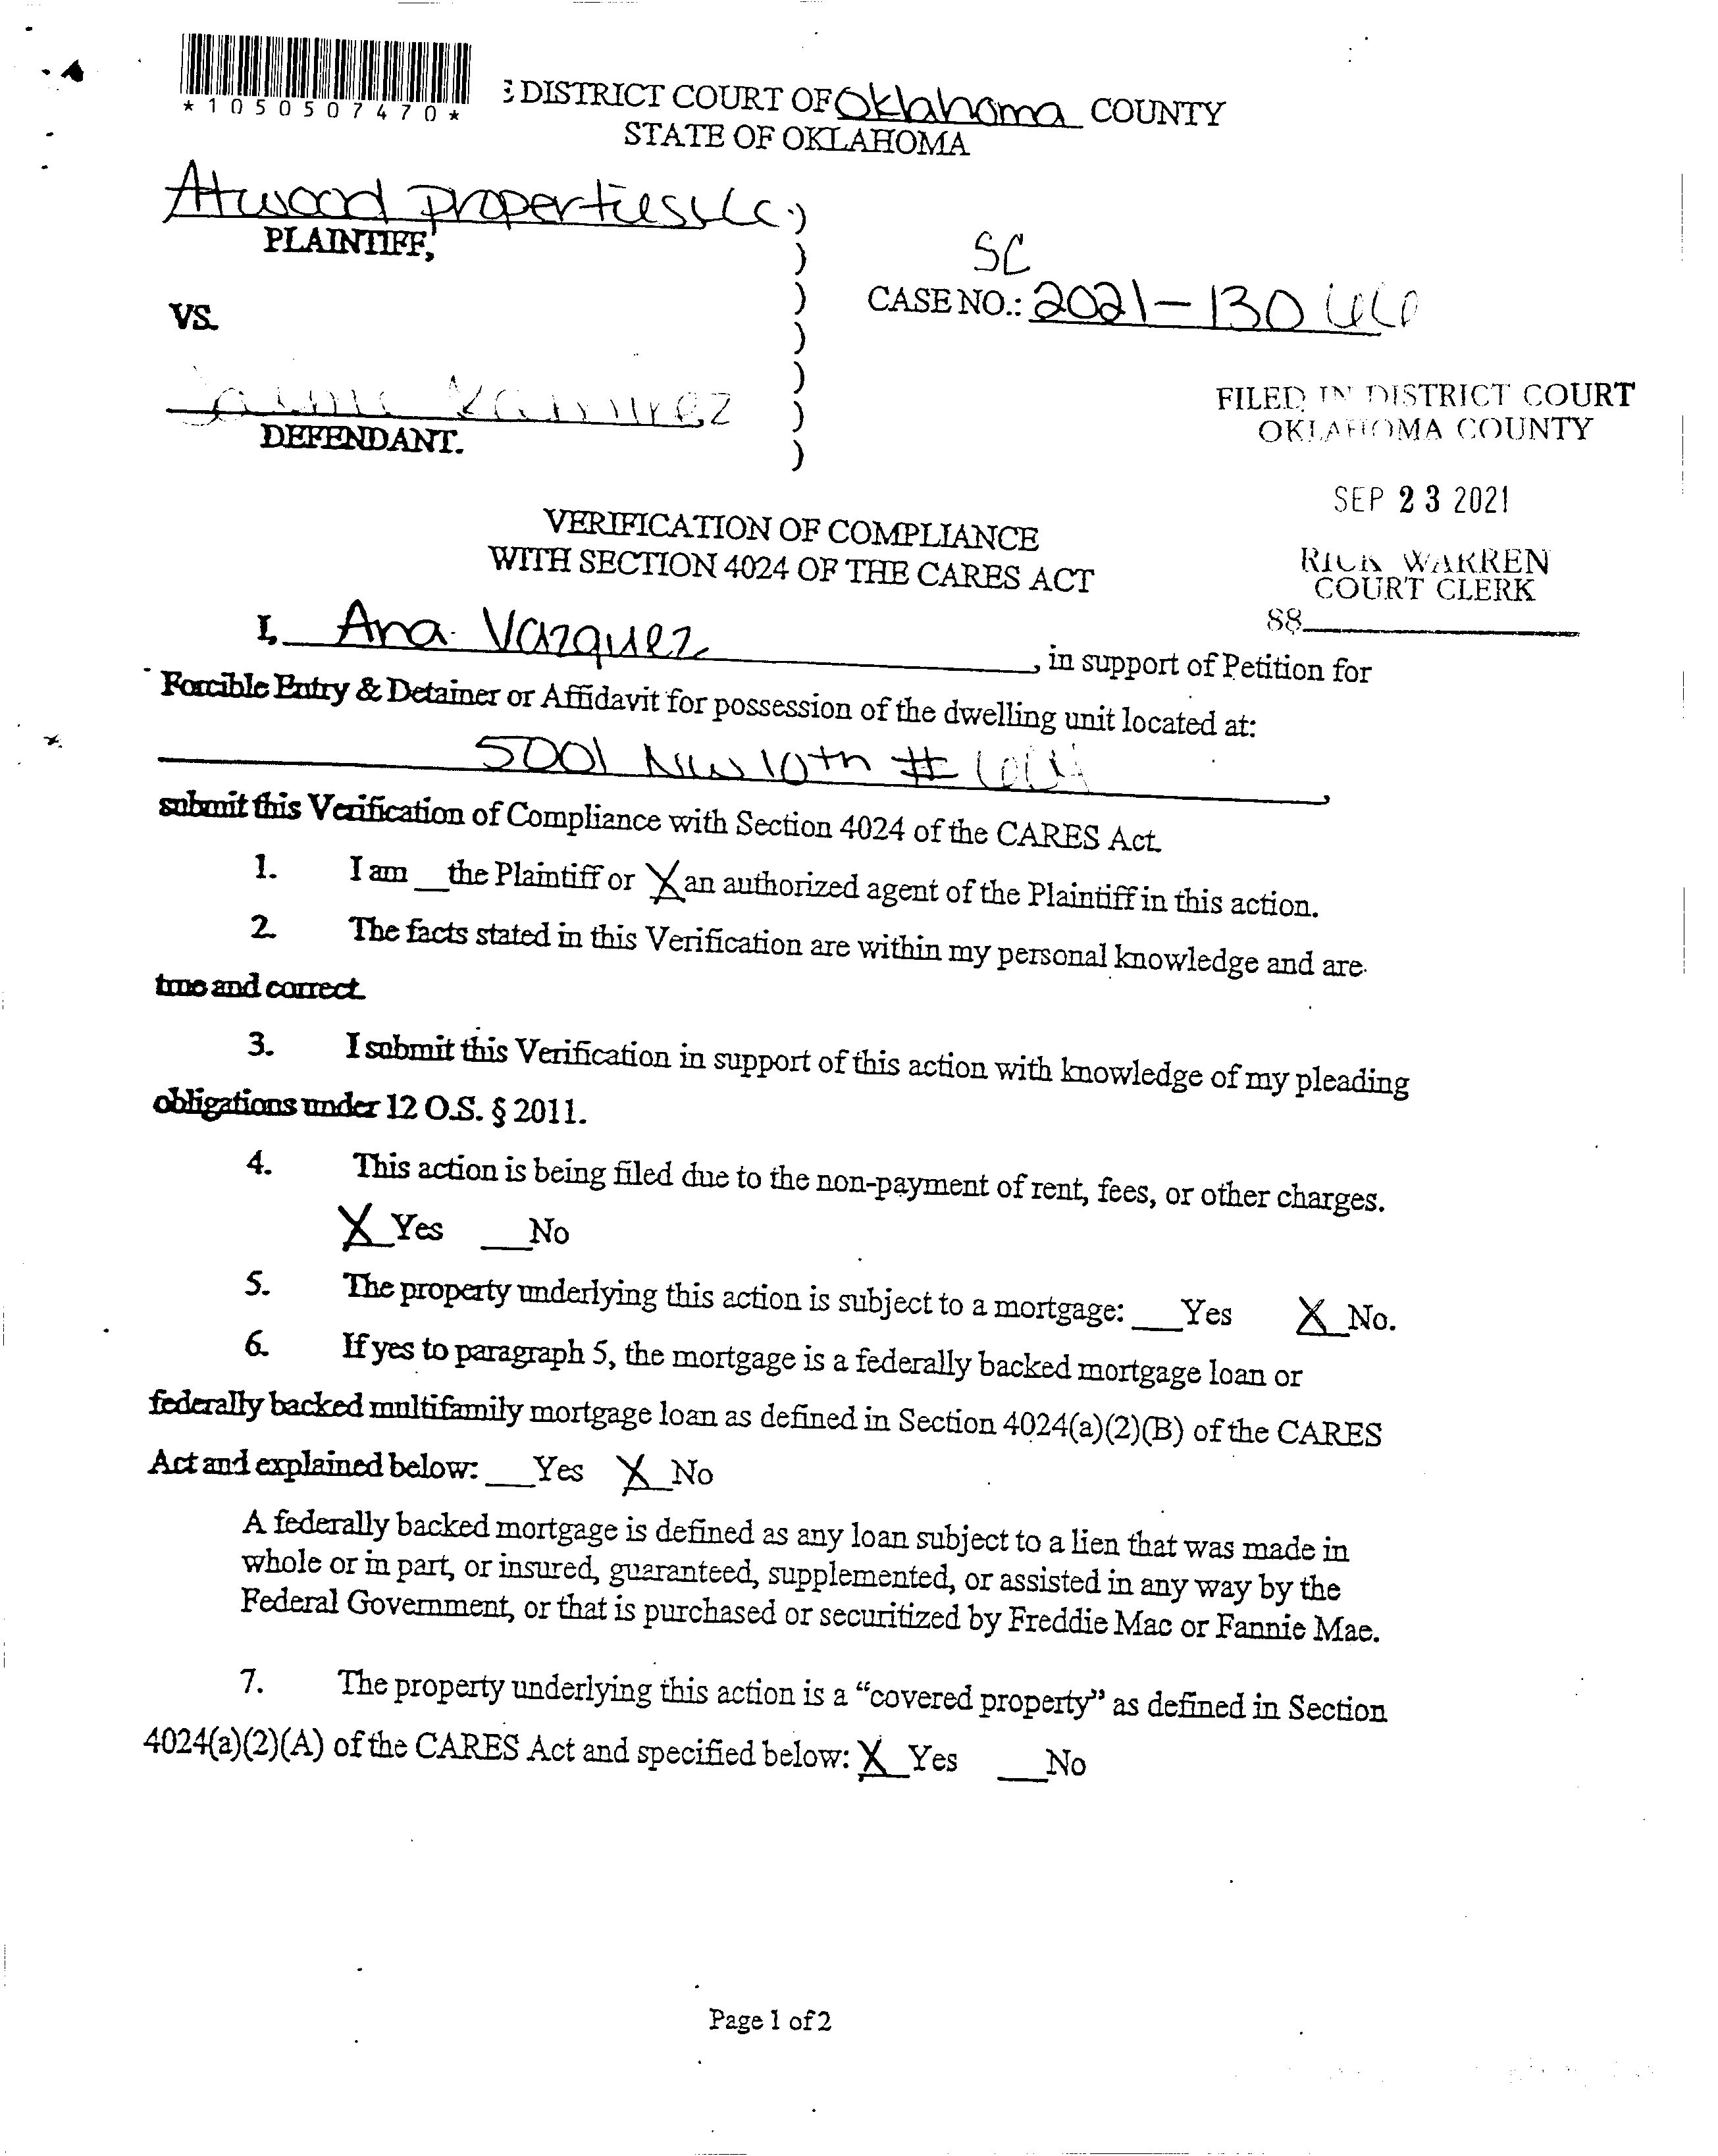 *1050507470*
E DISTRICT COURT OF Oklahoma COUNTY
STATE OF OKLAHOMA
Atwood properties LLC )
PLAINTIFF, )
SC
VS. ) CASE NO.: 2021-130
)
)
Ramirez )
DEFENDANT. )
FILED IN DISTRICT COURT
OKLAHOMA COUNTY
SEP 23 2021
RICK WARREN
COURT CLERK
88
VERIFICATION OF COMPLIANCE
WITH SECTION 4024 OF THE CARES ACT
I, Ana Vazquez, in support of Petition for
Forcible Entry & Detainer or Affidavit for possession of the dwelling unit located at:
5001 NW 10th #
submit this Verification of Compliance with Section 4024 of the CARES Act.
1. I am __the Plaintiff or X an authorized agent of the Plaintiff in this action.
2. The facts stated in this Verification are within my personal knowledge and are
true and correct.
3. I submit this Verification in support of this action with knowledge of my pleading
obligations under 12 O.S. § 2011.
4. This action is being filed due to the non-payment of rent, fees, or other charges.
X Yes ___No
5. The property underlying this action is subject to a mortgage: ___Yes X No.
6. If yes to paragraph 5, the mortgage is a federally backed mortgage loan or
federally backed multifamily mortgage loan as defined in Section 4024(a)(2)(B) of the CARES
Act and explained below: ___Yes X No
A federally backed mortgage is defined as any loan subject to a lien that was made in
whole or in part, or insured, guaranteed, supplemented, or assisted in any way by the
Federal Government, or that is purchased or securitized by Freddie Mac or Fannie Mae.
7. The property underlying this action is a “covered property” as defined in Section
4024(a)(2)(A) of the CARES Act and specified below: X Yes ___No
Page 1 of 2